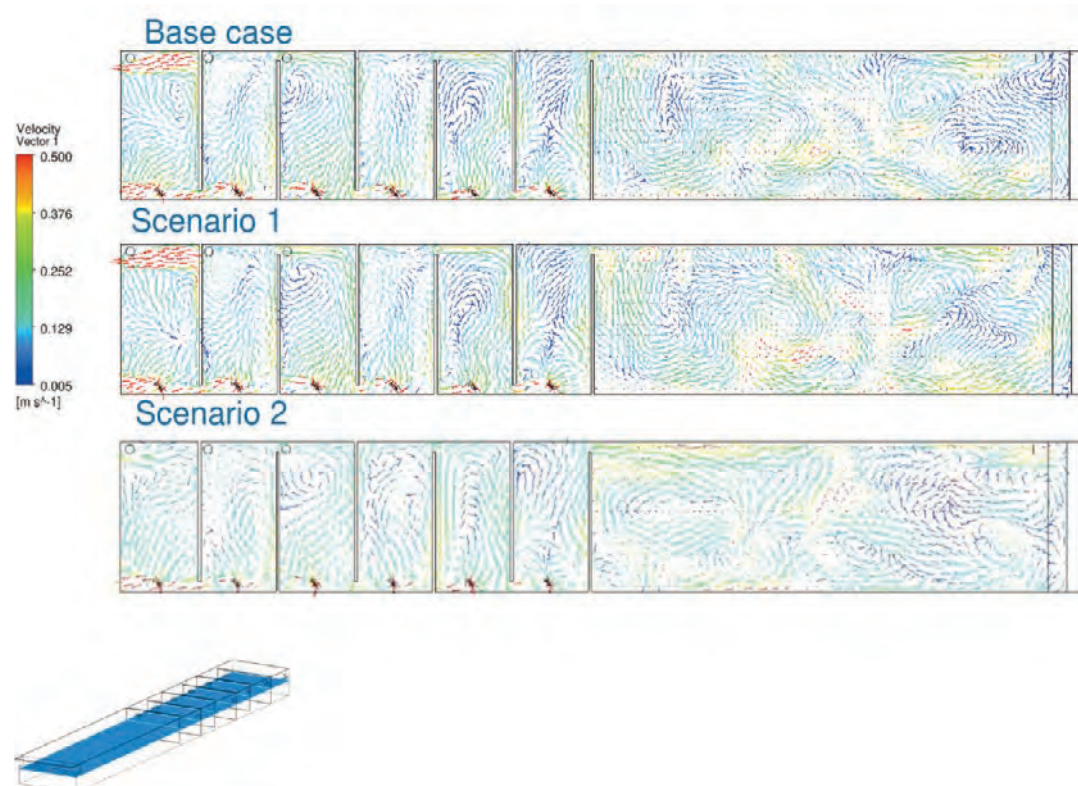 Base case
Velocity
Vector 1
0.500
0.376
0.252
0.129
0.005
[m s^-1]
Scenario 1
Scenario 2